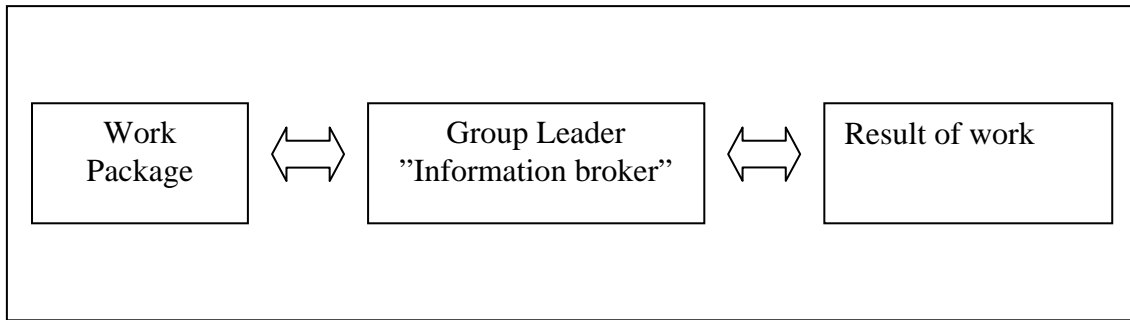 Work
Package
Group Leader
”Information broker”
Result of work